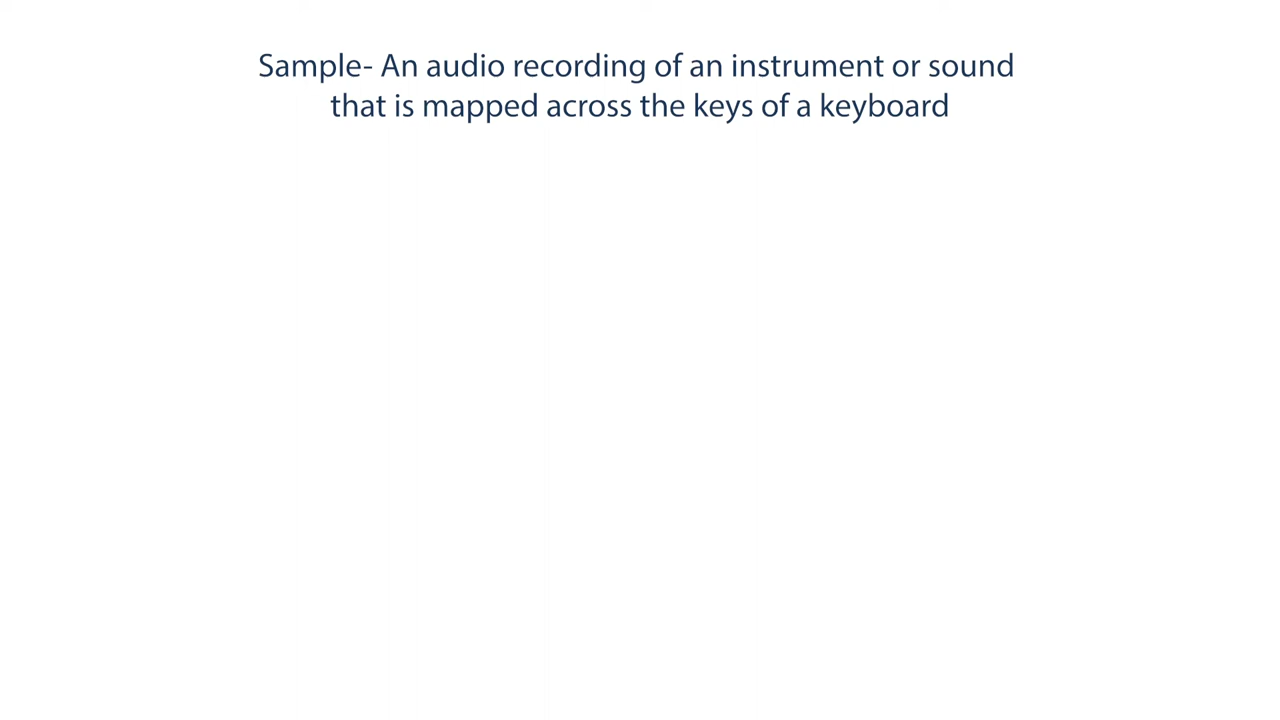 Sample- An audio recording of an instrument or sound
that is mapped across the keys of a keyboard